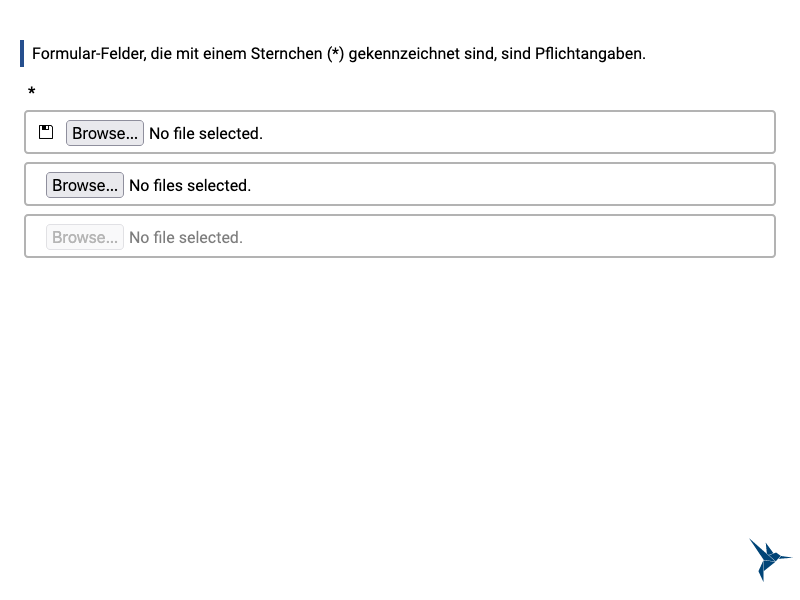 Formular-Felder, die mit einem Sternchen (*) gekennzeichnet sind, sind Pflichtangaben.
*
Browse... No file selected.
Browse... No files selected.
Browse... No file selected.